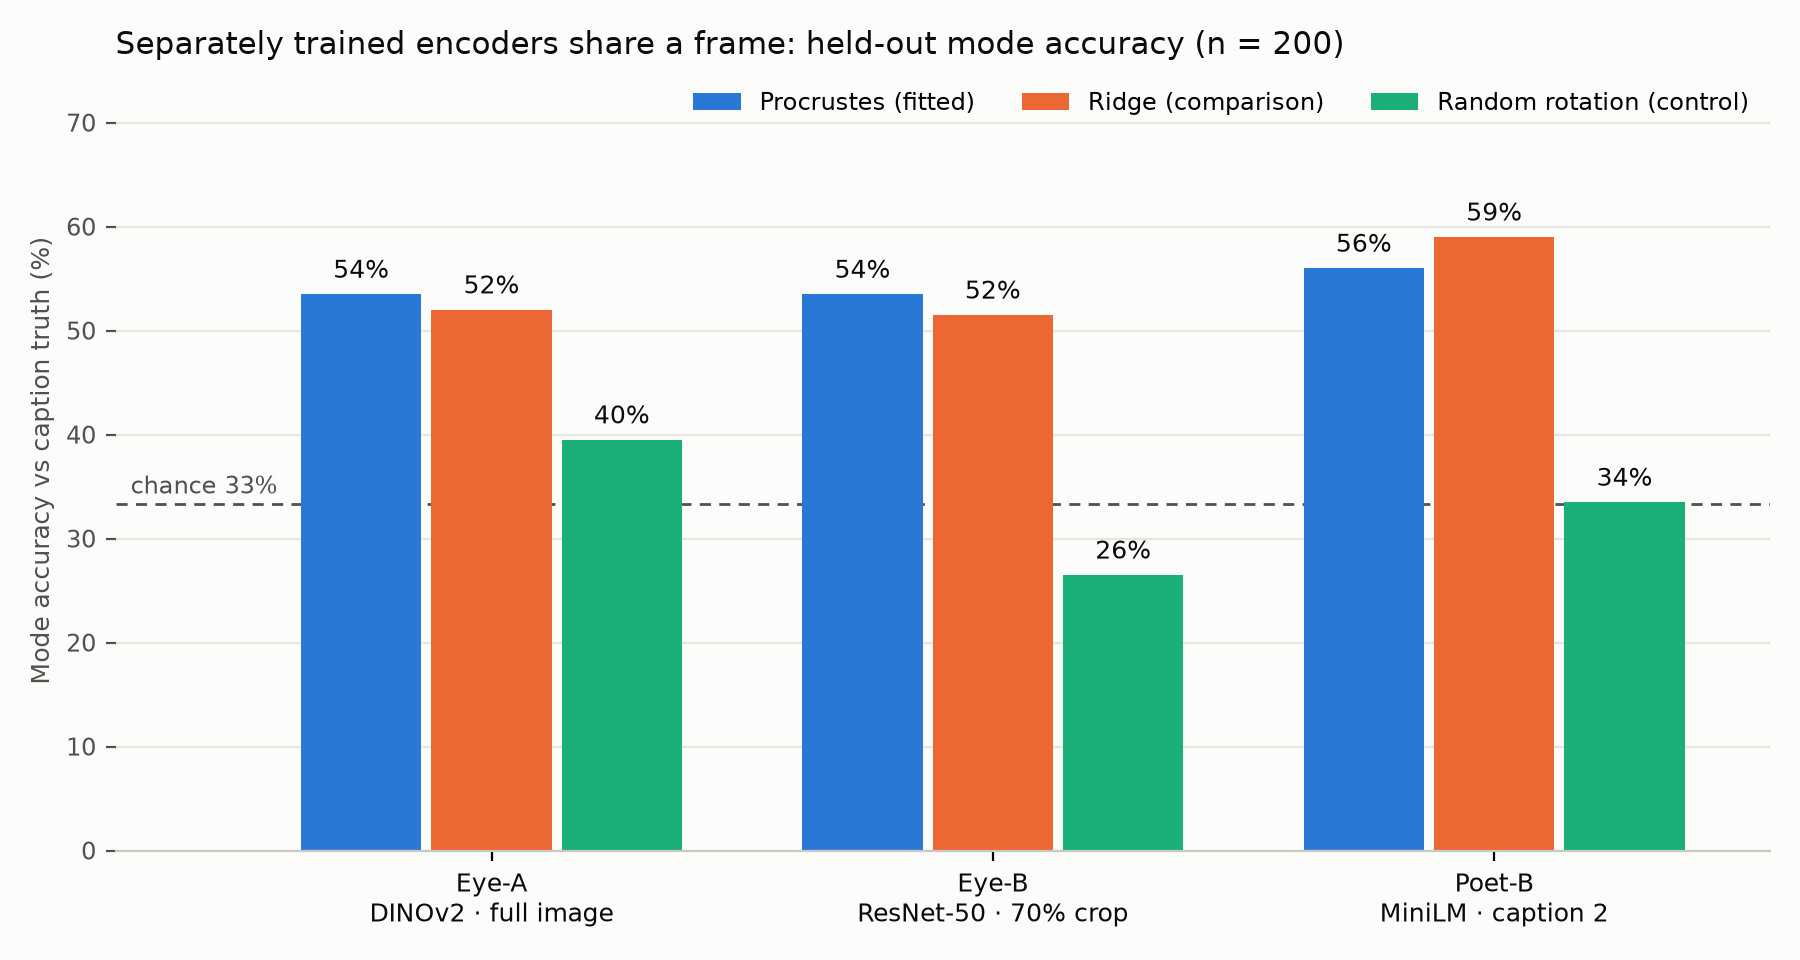 Separately trained encoders share a frame: held-out mode accuracy (n = 200)
Procrustes (fitted) Ridge (comparison) Random rotation (control)
Mode accuracy vs caption truth (%)
70
60
50
40
30
20
10
0
chance 33%
54% 52% 40%
54% 52% 26%
56% 59% 34%
Eye-A
DINOv2 · full image
Eye-B
ResNet-50 · 70% crop
Poet-B
MiniLM · caption 2